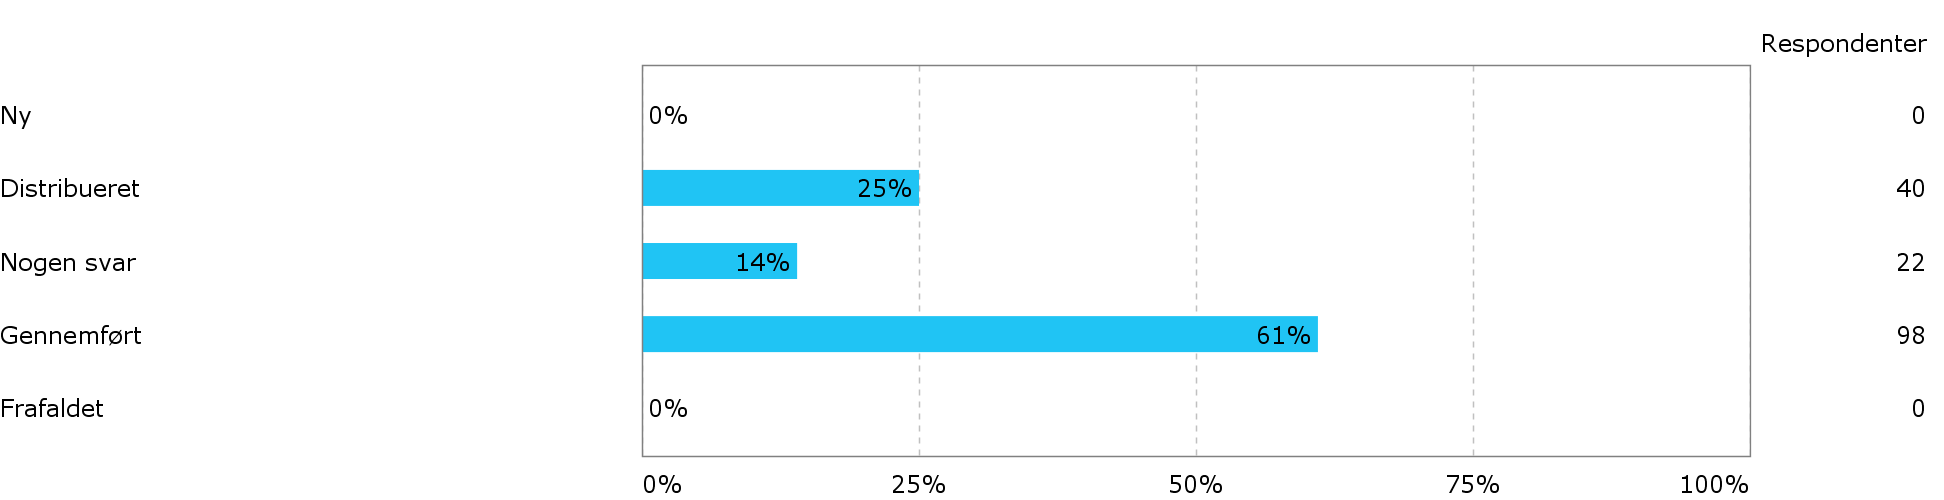 Respondenter
Ny 0% 0
Distribueret 25% 40
Nogen svar 14% 22
Gennemført 61% 98
Frafaldet 0% 0
0% 25% 50% 75% 100%